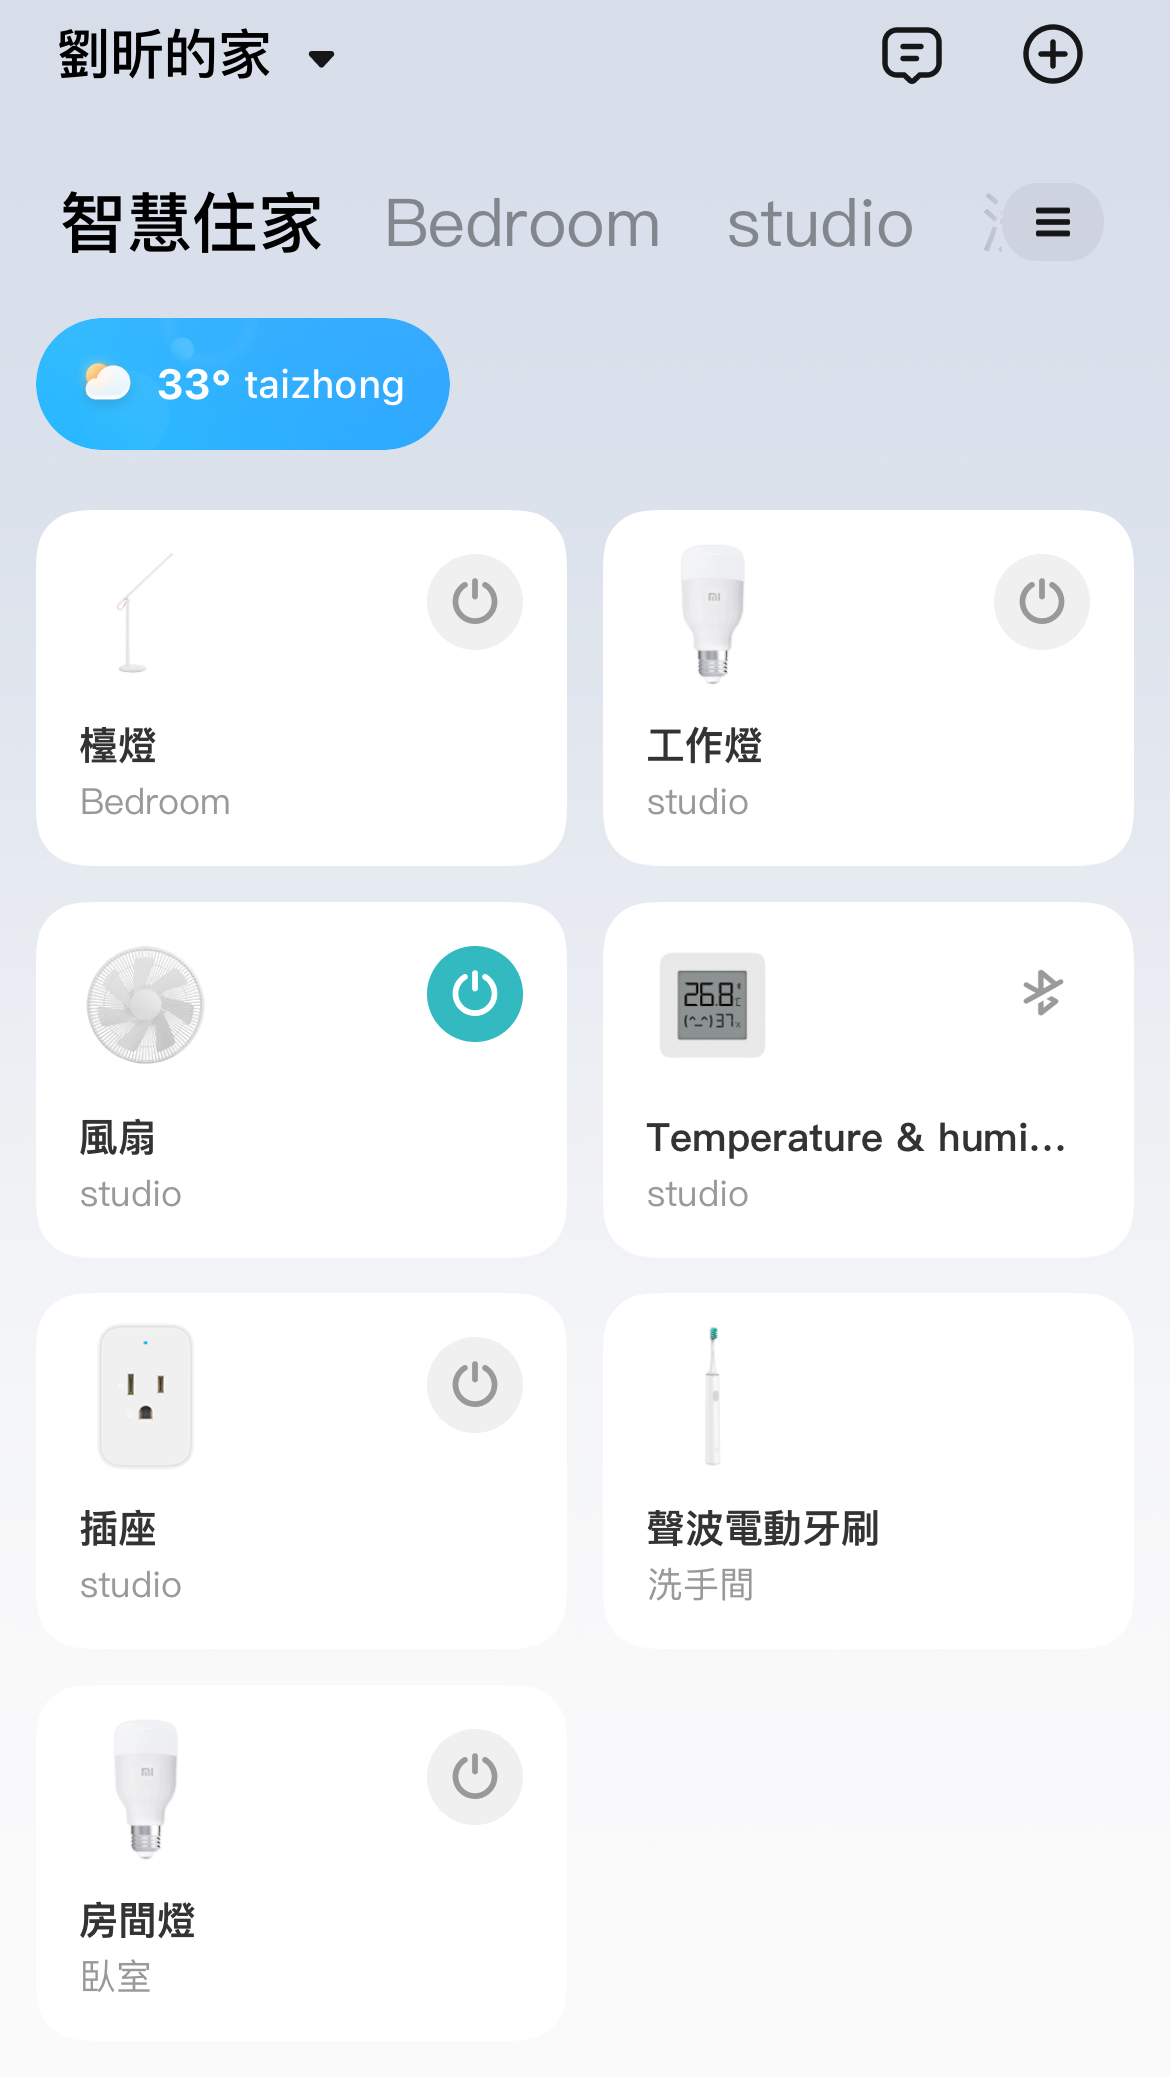 劉昕的家
智慧住家 Bedroom studio
33° taizhong
檯燈
Bedroom
工作燈
studio
風扇
studio
26.8 °C
(^_^) 37 %
Temperature & humi...
studio
插座
studio
聲波電動牙刷
洗手間
房間燈
臥室